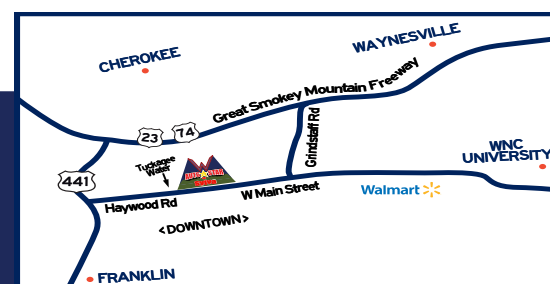 WAYNESVILLE
CHEROKEE
Great Smokey Mountain Freeway
23
74
Grindstaff Rd
WNC
UNIVERSITY
Tuckagee
Water
441
W Main Street
Walmart
Haywood Rd
<DOWNTOWN>
FRANKLIN